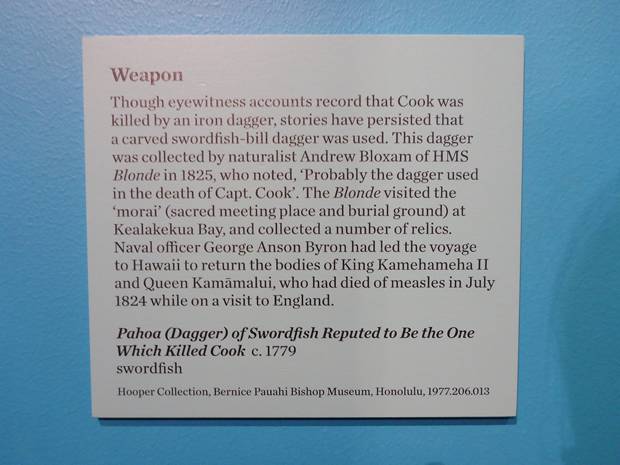 Weapon
Though eyewitness accounts record that Cook was
killed by an iron dagger, stories have persisted that
a carved swordfish-bill dagger was used. This dagger
was collected by naturalist Andrew Bloxam of HMS
Blonde in 1825, who noted, ‘Probably the dagger used
in the death of Capt. Cook’. The Blonde visited the
‘morai’ (sacred meeting place and burial ground) at
Kealakekua Bay, and collected a number of relics.
Naval officer George Anson Byron had led the voyage
to Hawaii to return the bodies of King Kamehameha II
and Queen Kamāmalui, who had died of measles in July
1824 while on a visit to England.
Pahoa (Dagger) of Swordfish Reputed to Be the One
Which Killed Cook c. 1779
swordfish
Hooper Collection, Bernice Pauahi Bishop Museum, Honolulu, 1977.206.013